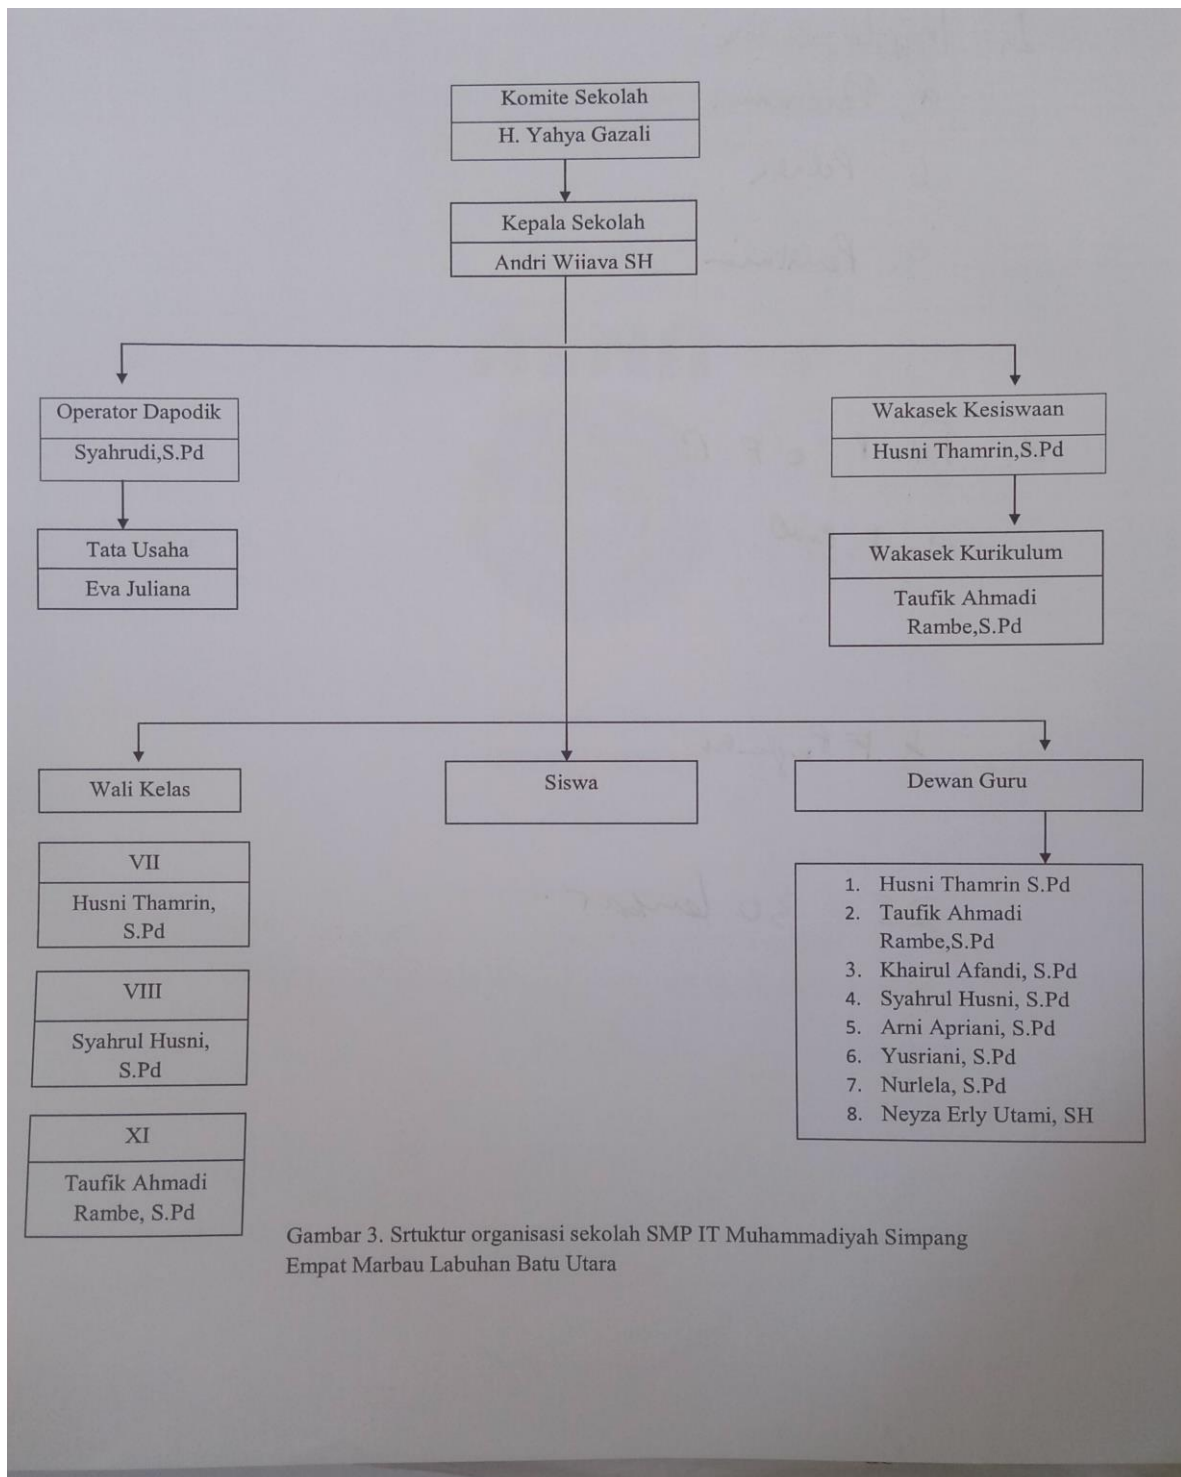 Komite Sekolah
H. Yahya Gazali
Kepala Sekolah
Andri Wiiava SH
Operator Dapodik
Syahrudi,S.Pd
Wakasek Kesiswaan
Husni Thamrin,S.Pd
Tata Usaha
Eva Juliana
Wakasek Kurikulum
Taufik Ahmadi
Rambe,S.Pd
Wali Kelas
Siswa
Dewan Guru
VII
Husni Thamrin,
S.Pd
VIII
Syahrul Husni,
S.Pd
XI
Taufik Ahmadi
Rambe, S.Pd
1. Husni Thamrin S.Pd
2. Taufik Ahmadi
Rambe,S.Pd
3. Khairul Afandi, S.Pd
4. Syahrul Husni, S.Pd
5. Arni Apriani, S.Pd
6. Yusriani, S.Pd
7. Nurlela, S.Pd
8. Neyza Erly Utami, SH
Gambar 3. Srtuktur organisasi sekolah SMP IT Muhammadiyah Simpang
Empat Marbau Labuhan Batu Utara